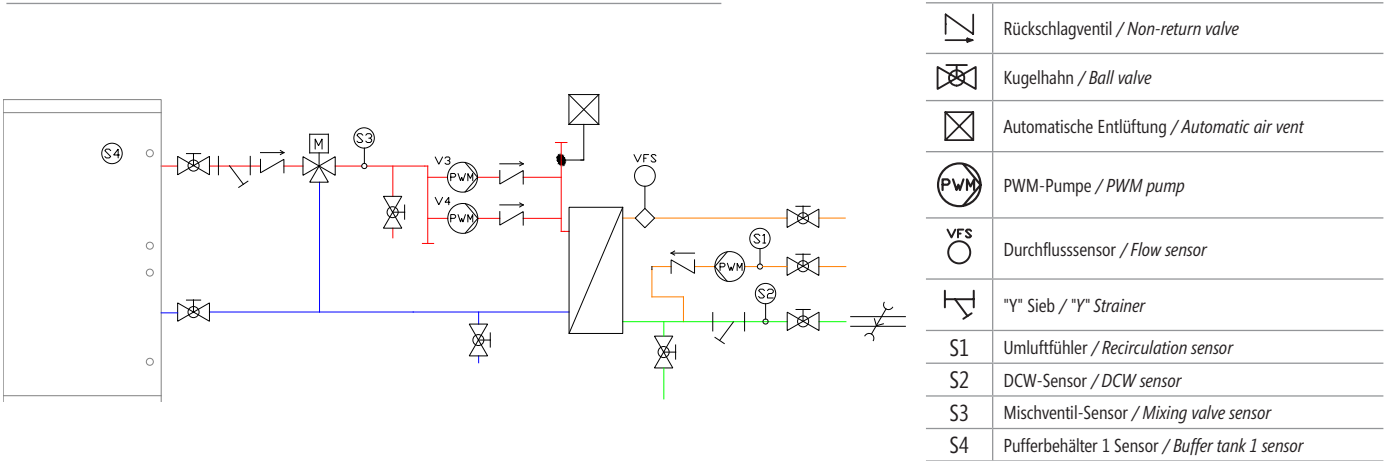 S4
M
S3
V3
PWM
V4
PWM
VFS
S1
PWM
S2
Rückschlagventil / Non-return valve
Kugelhahn / Ball valve
Automatische Entlüftung / Automatic air vent
PWM PWM-Pumpe / PWM pump
VFS Durchflusssensor / Flow sensor
"Y" Sieb / "Y" Strainer
S1 Umluftfühler / Recirculation sensor
S2 DCW-Sensor / DCW sensor
S3 Mischventil-Sensor / Mixing valve sensor
S4 Pufferbehälter 1 Sensor / Buffer tank 1 sensor